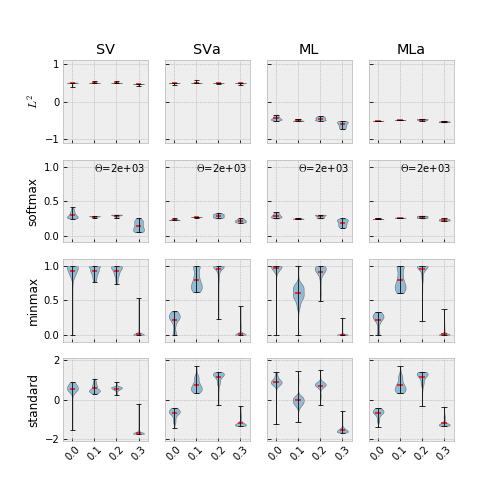 SV SVa ML MLa
L²
1
0
−1
softmax
1.0
0.5
0.0
Θ=2e+03 Θ=2e+03 Θ=2e+03 Θ=2e+03
minmax
1.0
0.5
0.0
standard
2
0
−2
0.0 0.1 0.2 0.3 0.0 0.1 0.2 0.3 0.0 0.1 0.2 0.3 0.0 0.1 0.2 0.3